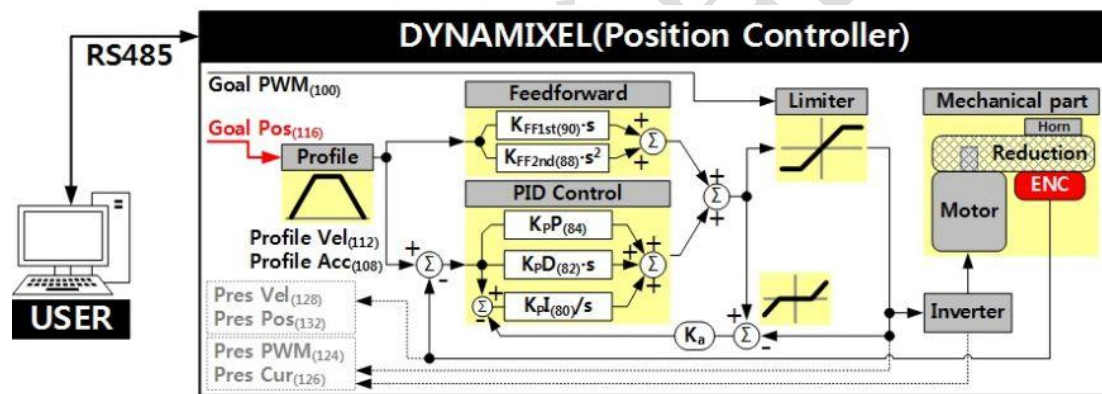 DYNAMIXEL(Position Controller)
RS485
Goal PWM(100)
Goal Pos(116)
Profile
Profile Vel(112)
Profile Acc(108)
Feedforward
KFF1st(90)·s
KFF2nd(88)·s²
+
+
Σ
PID Control
KPP(84)
KPD(82)·s
KPI(80)/s
+
-
Σ
+
-
Σ
+
+
+
Σ
+
+
Σ
Limiter
Ka
+
-
Σ
Mechanical part
Horn
Reduction
Motor
ENC
Inverter
Pres Vel(128)
Pres Pos(132)
Pres PWM(124)
Pres Cur(126)
USER